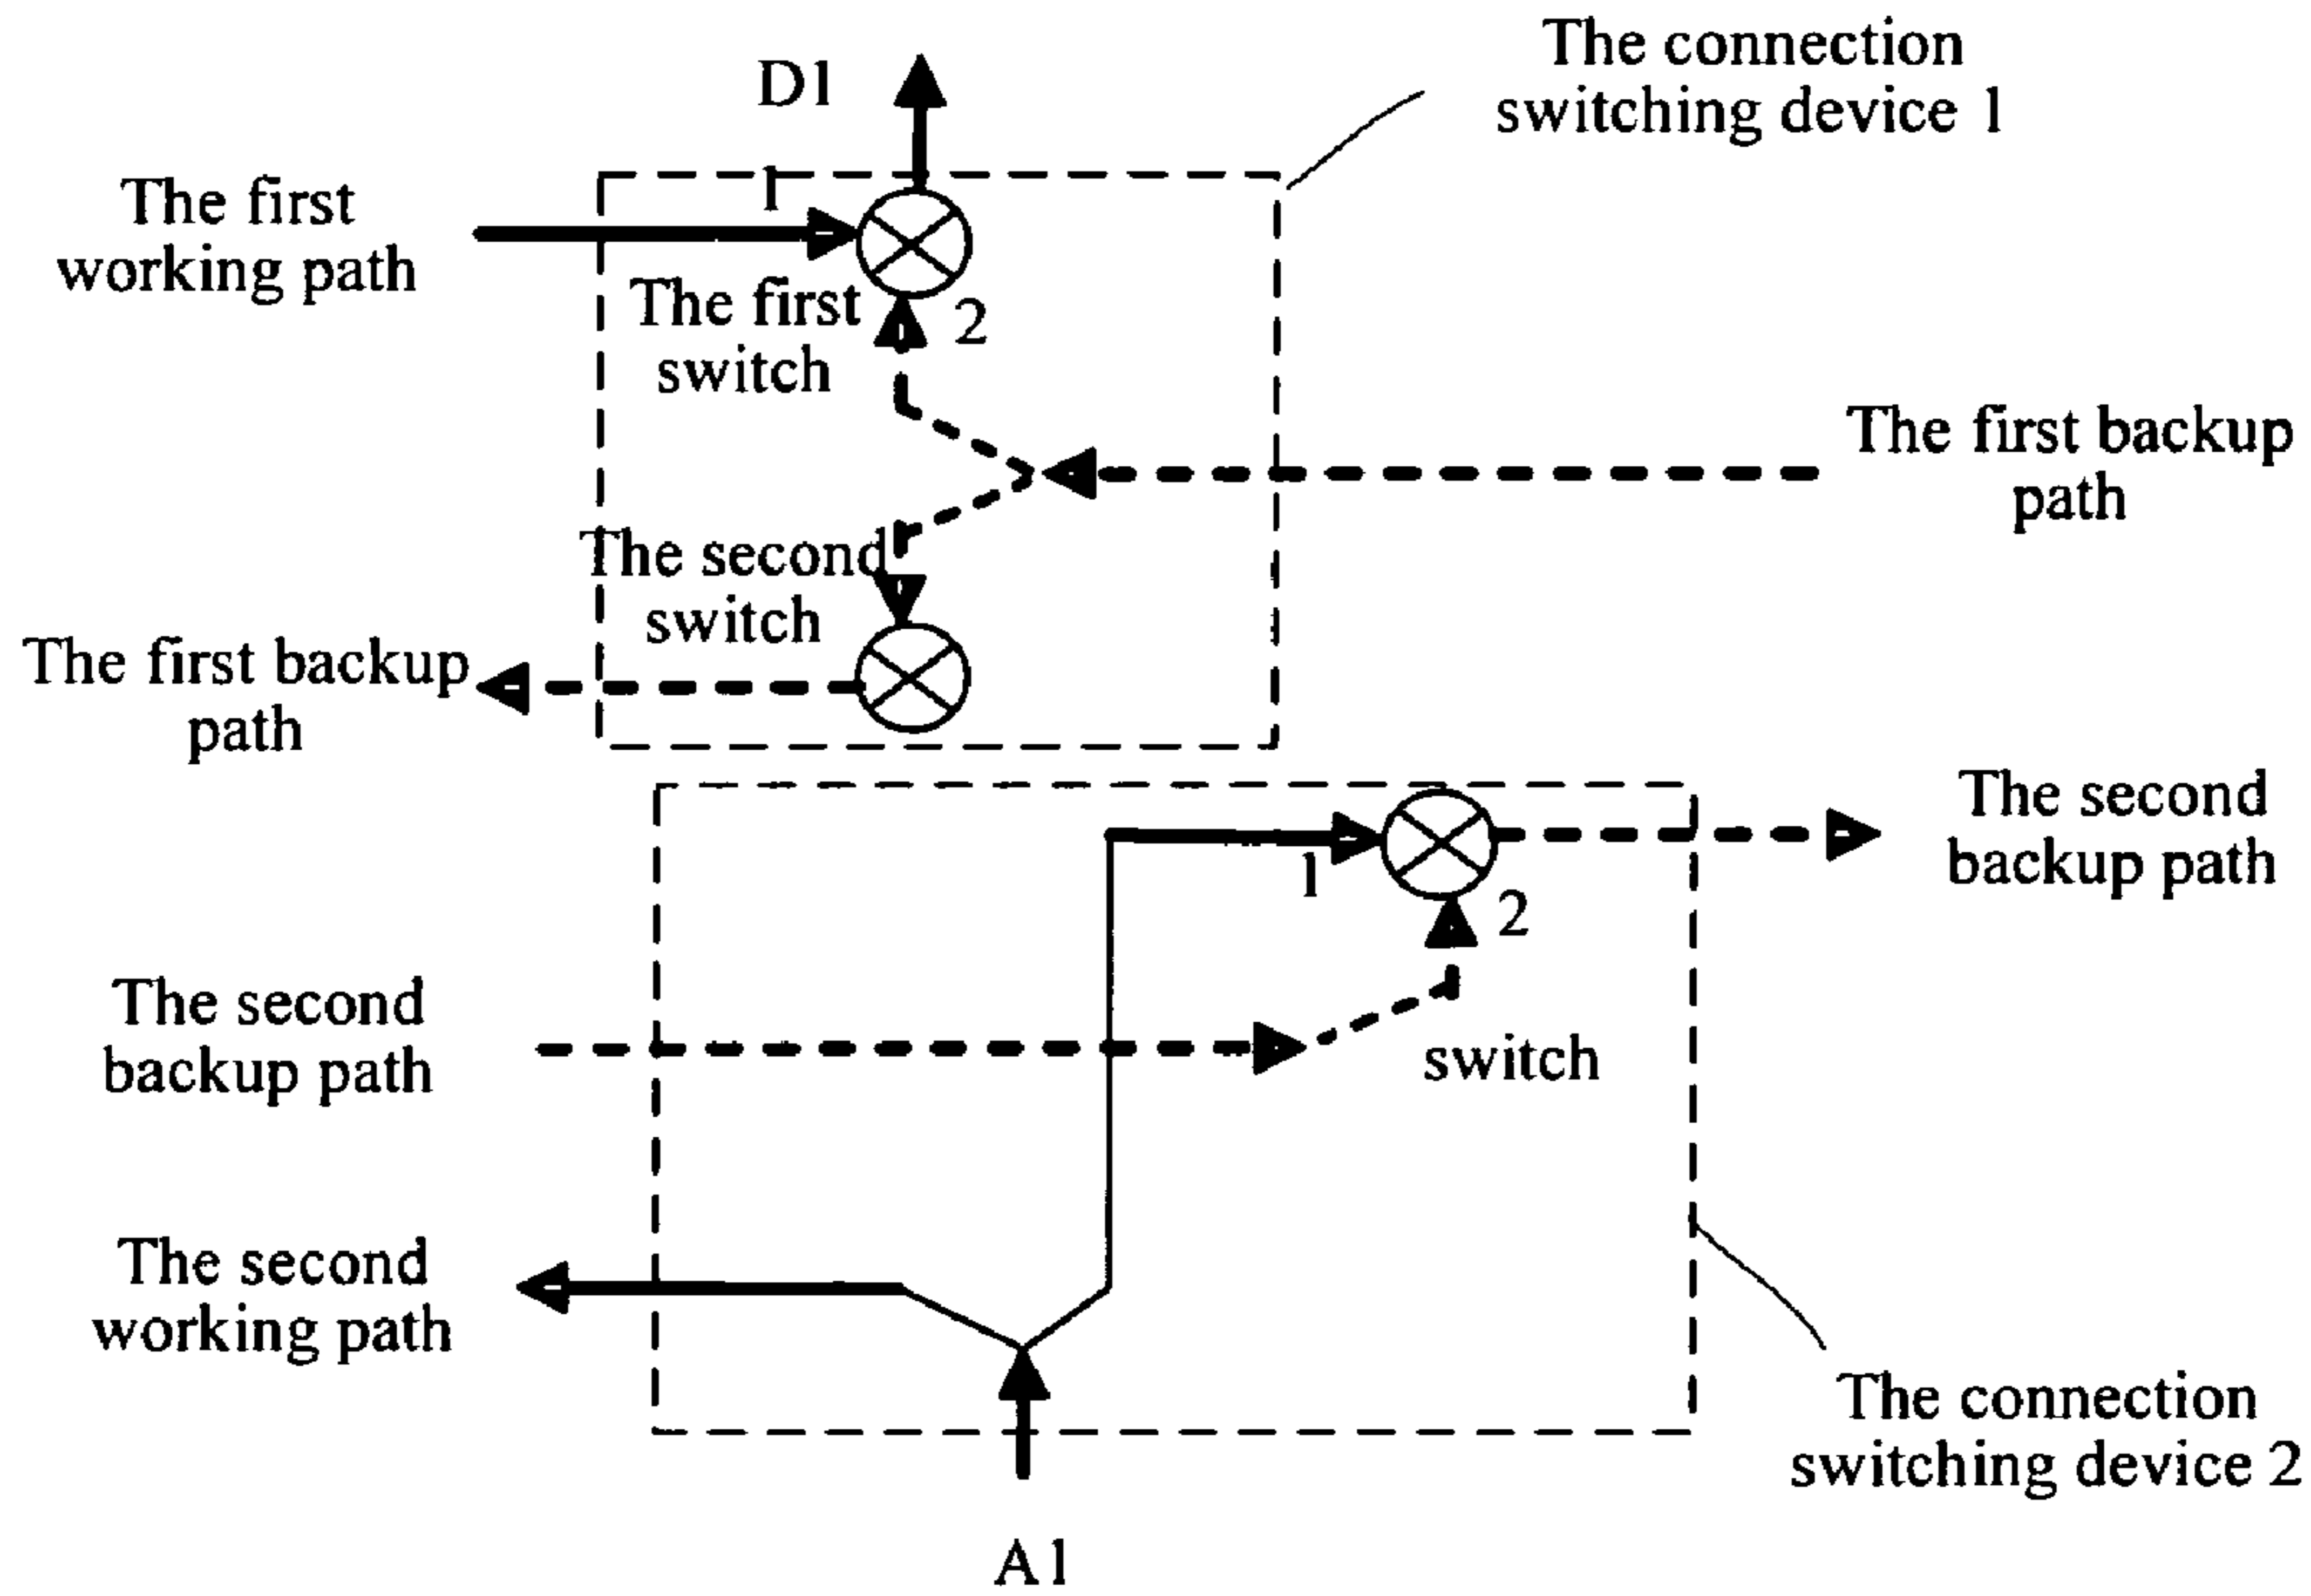 The connection
switching device 1
D1
1
The first
working path
The first
switch
2
The first backup
path
The second
switch
The first backup
path
The second
backup path
1
2
The second
backup path
switch
The second
working path
The connection
switching device 2
A1